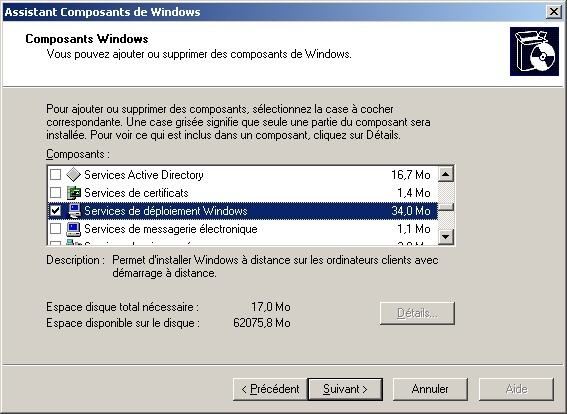 Assistant Composants de Windows
Composants Windows
Vous pouvez ajouter ou supprimer des composants de Windows.
Pour ajouter ou supprimer des composants, sélectionnez la case à cocher
correspondante. Une case grisée signifie que seule une partie du composant sera
installée. Pour voir ce qui est inclus dans un composant, cliquez sur Détails.
Composants :
Services Active Directory 16,7 Mo
Services de certificats 1,4 Mo
Services de déploiement Windows 34,0 Mo
Services de messagerie électronique 1,1 Mo
Description : Permet d'installer Windows à distance sur les ordinateurs clients avec
démarrage à distance.
Espace disque total nécessaire : 17,0 Mo
Espace disponible sur le disque : 62075,8 Mo
Détails...
< Précédent Suivant > Annuler Aide